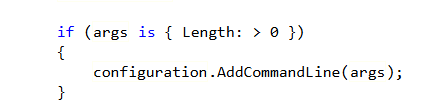 if (args is { Length: > 0 })
{
    configuration.AddCommandLine(args);
}